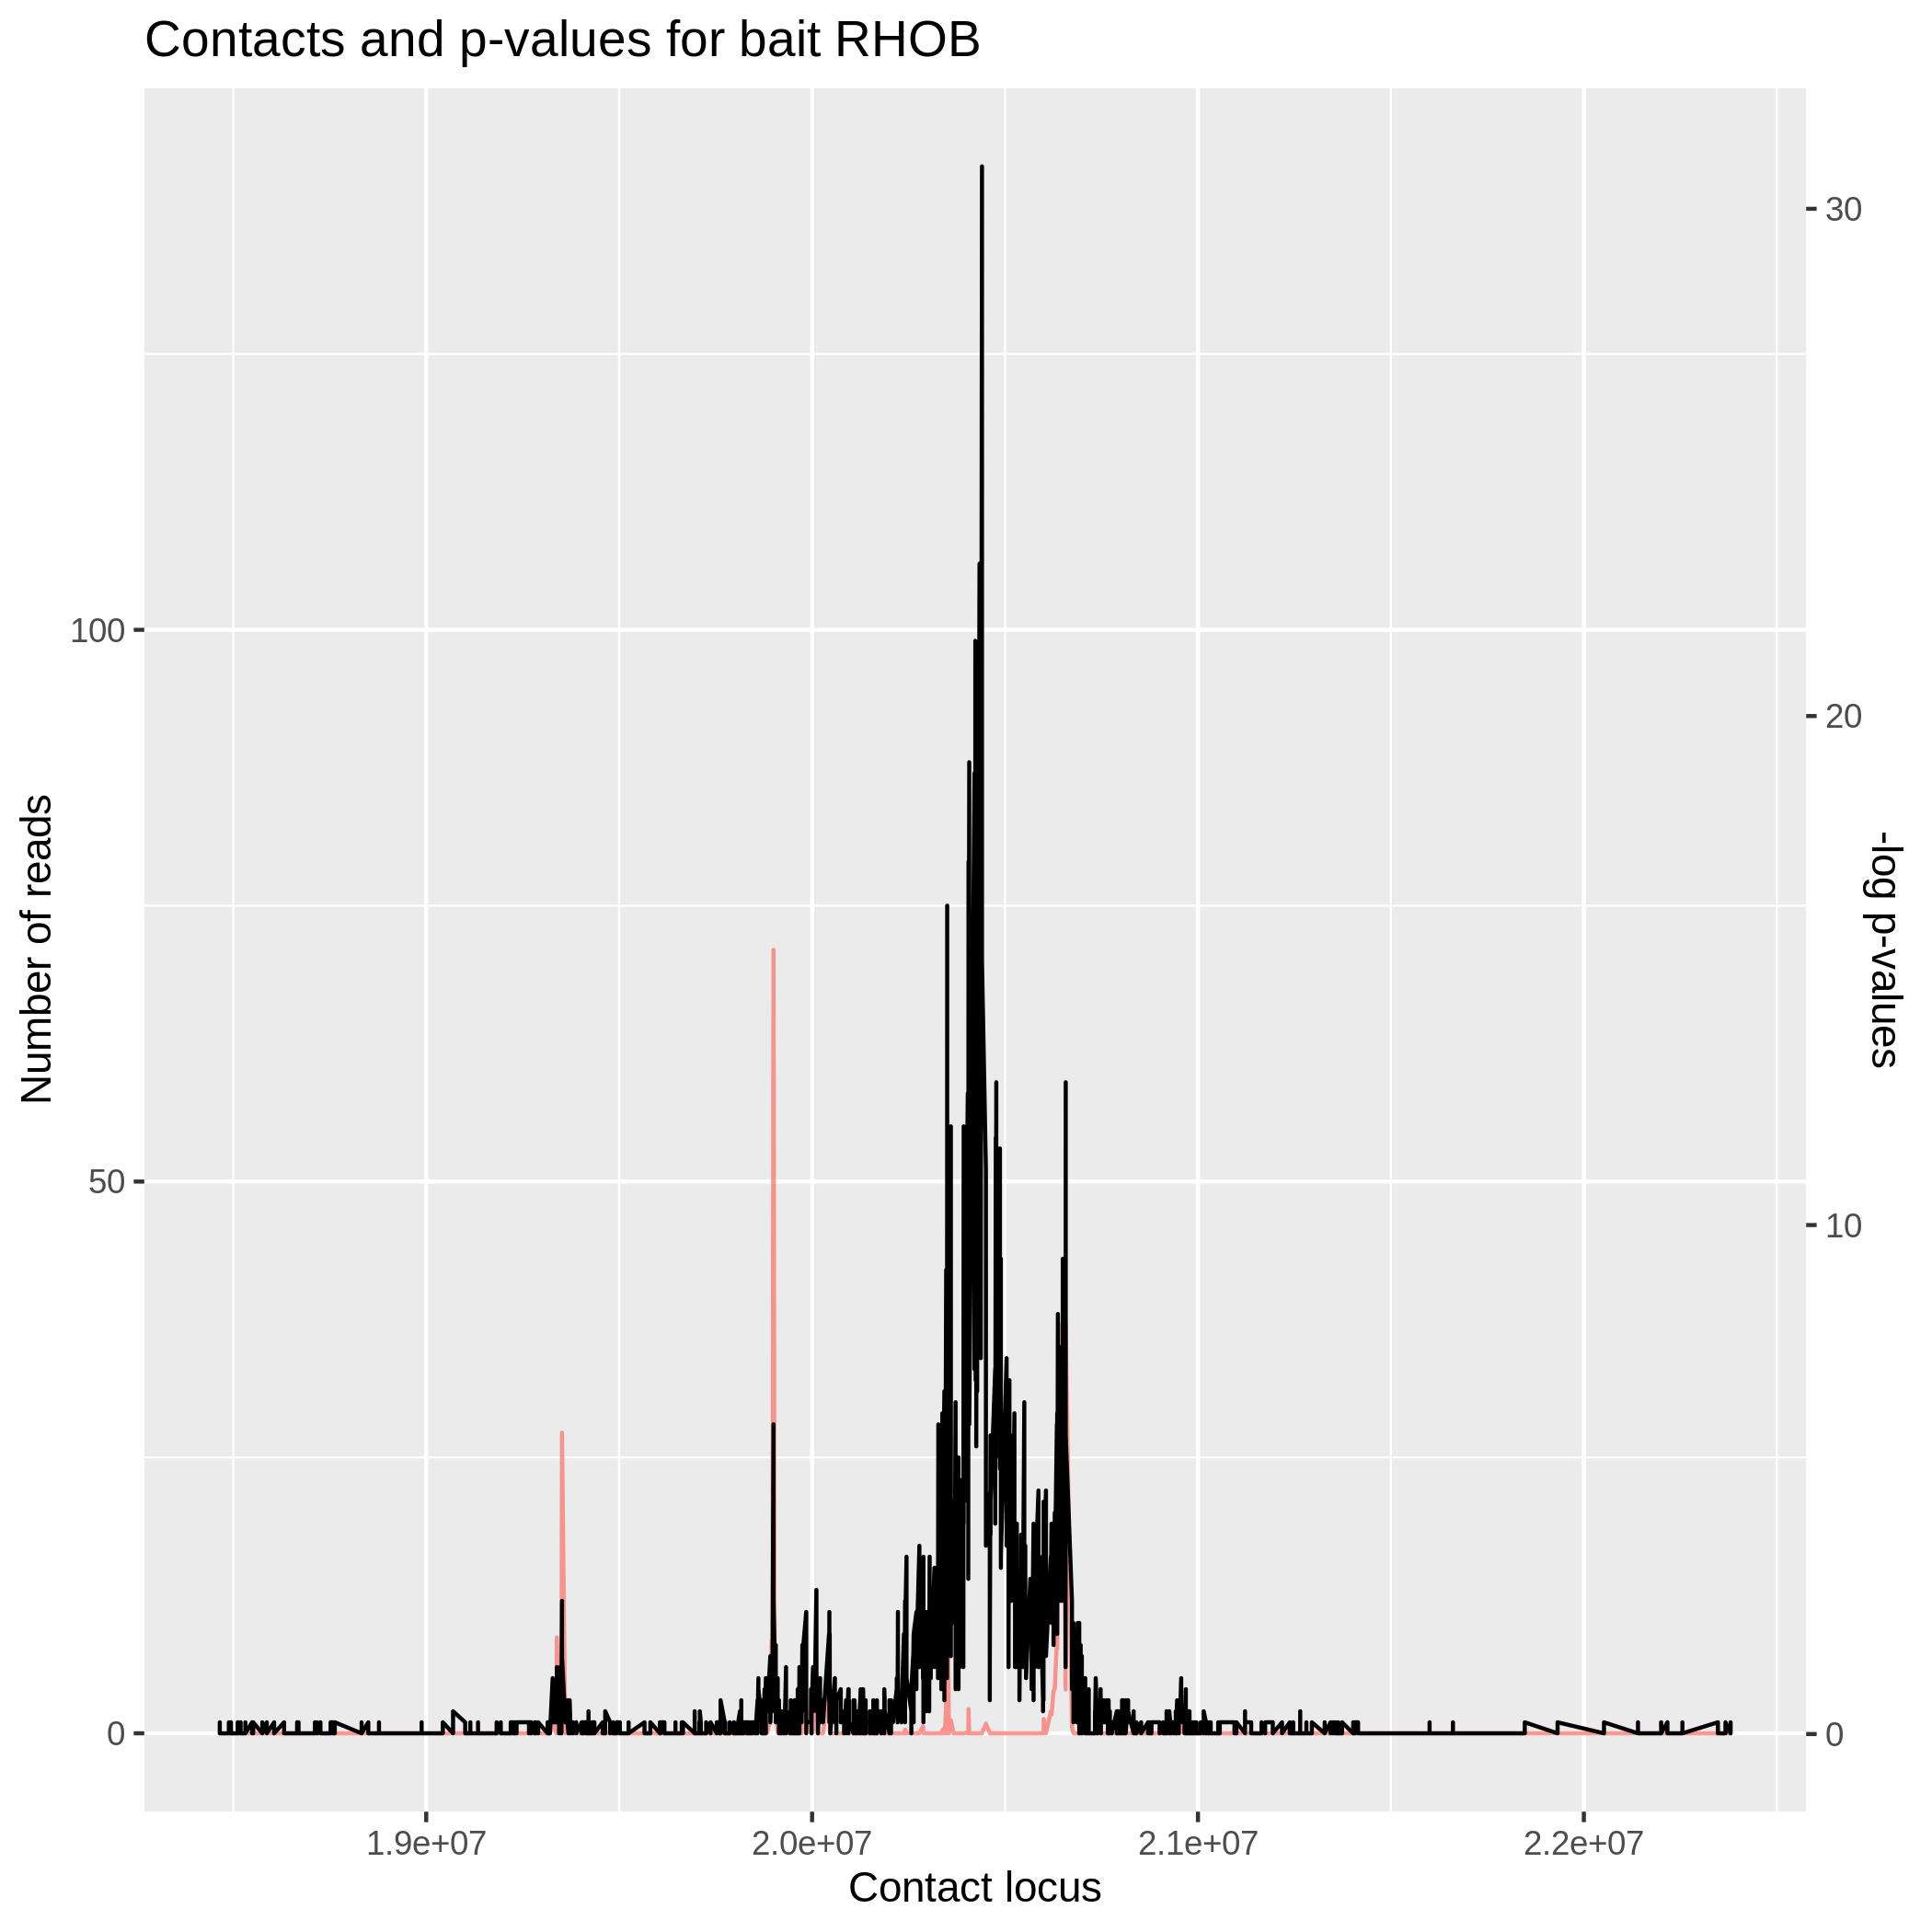 Contacts and p-values for bait RHOB
Number of reads
100
50
0
30
20
10
0
-log p-values
1.9e+07
2.0e+07
2.1e+07
2.2e+07
Contact locus